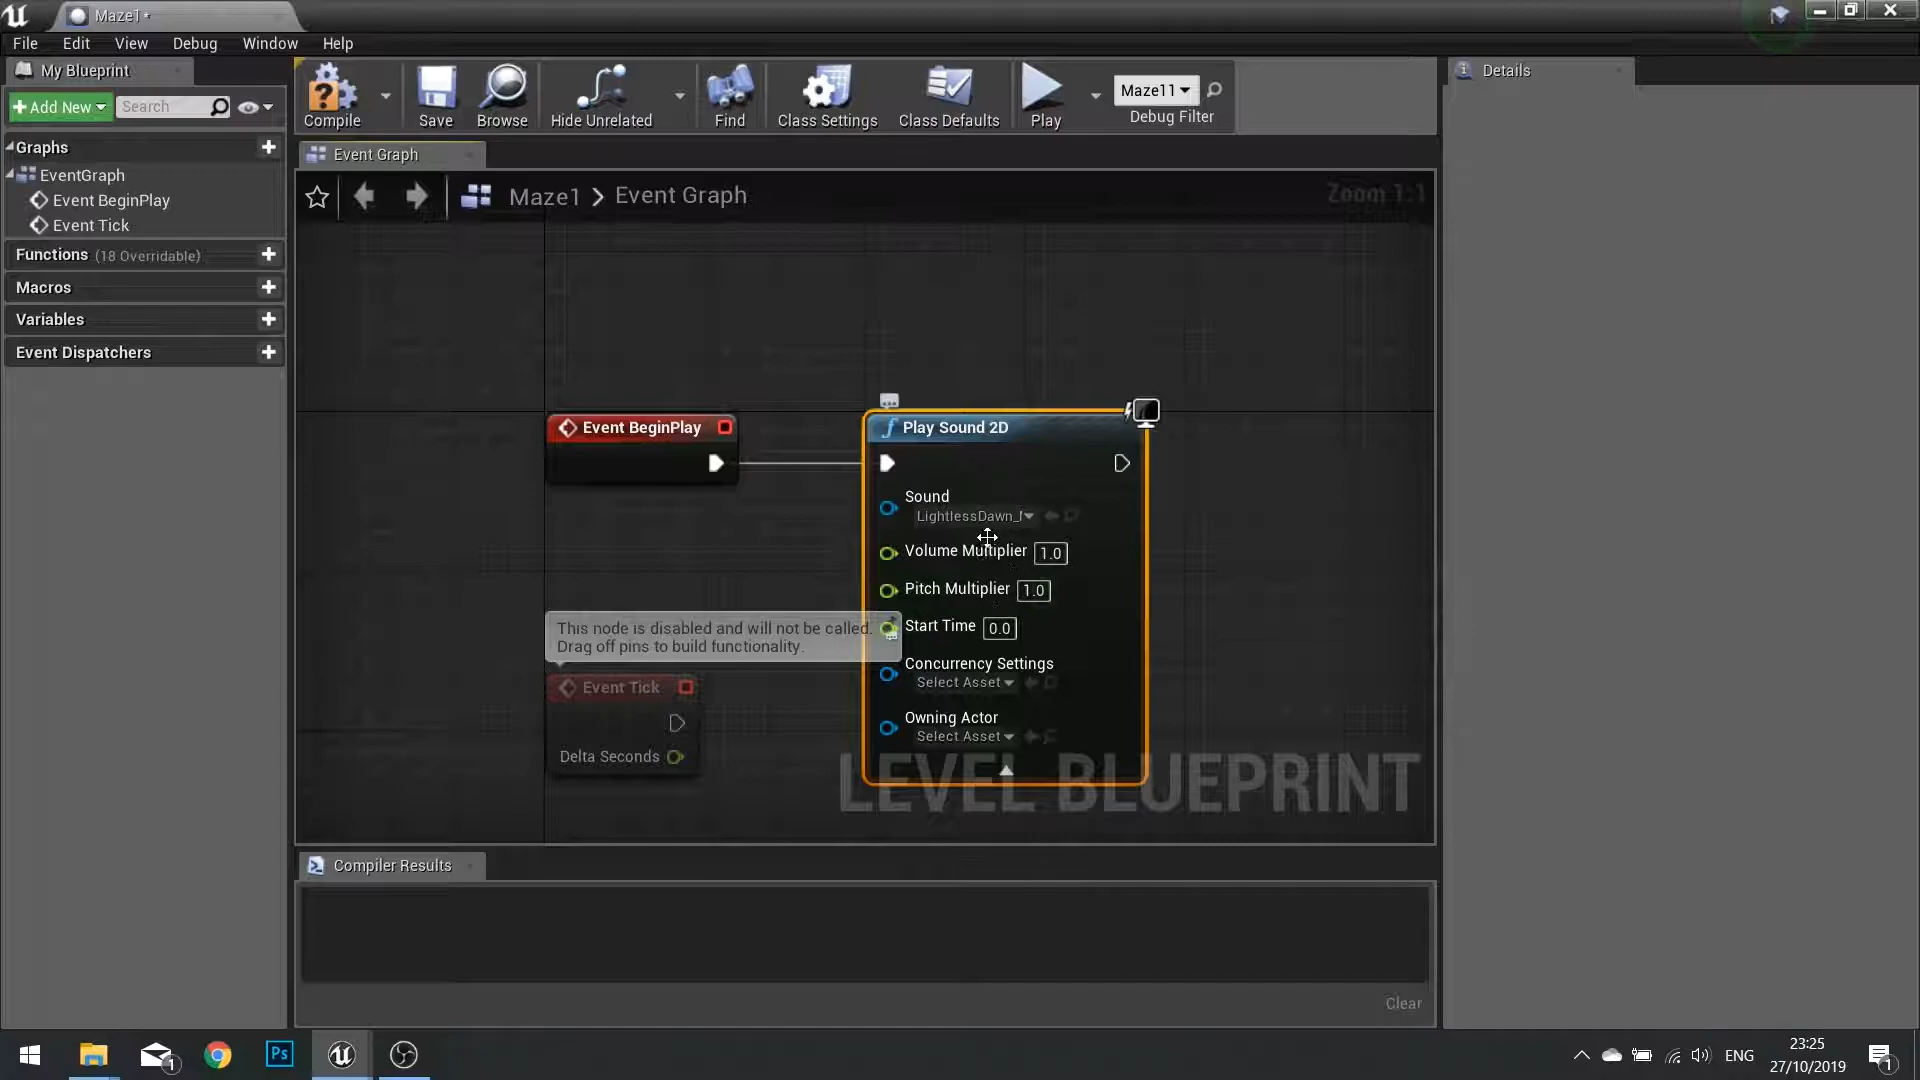 Maze1*
File Edit View Debug Window Help
My Blueprint
Add New
Search
Graphs
EventGraph
Event BeginPlay
Event Tick
Functions (18 Overridable)
Macros
Variables
Event Dispatchers
Compile
Save
Browse
Hide Unrelated
Find
Class Settings
Class Defaults
Play
Maze11
Debug Filter
Event Graph
Maze1 > Event Graph
Zoom 1:1
Event BeginPlay
Play Sound 2D
Sound
LightlessDawn_
Volume Multiplier 1.0
Pitch Multiplier 1.0
Start Time 0.0
Concurrency Settings
Select Asset
Owning Actor
Select Asset
This node is disabled and will not be called.
Drag off pins to build functionality.
Event Tick
Delta Seconds
LEVEL BLUEPRINT
Compiler Results
Clear
Details
Ps
1
ENG
23:25
27/10/2019
1